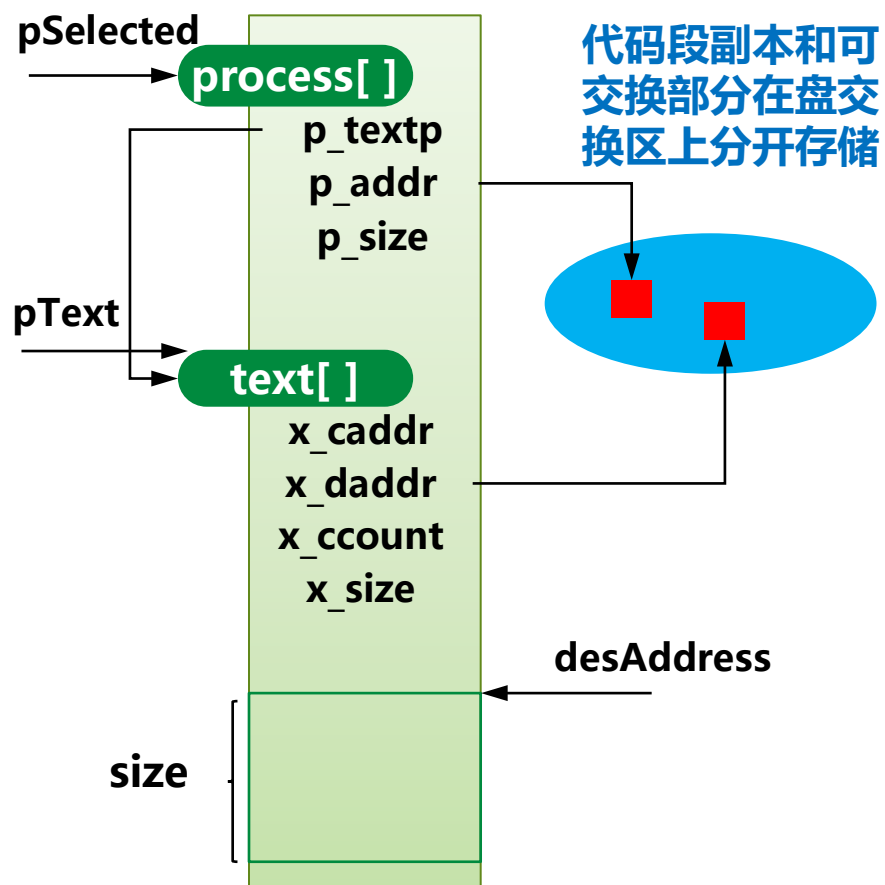 pSelected
process[ ]
代码段副本和可
交换部分在盘交
换区上分开存储
p_textp
p_addr
p_size
pText
text[ ]
x_caddr
x_daddr
x_ccount
x_size
desAddress
size